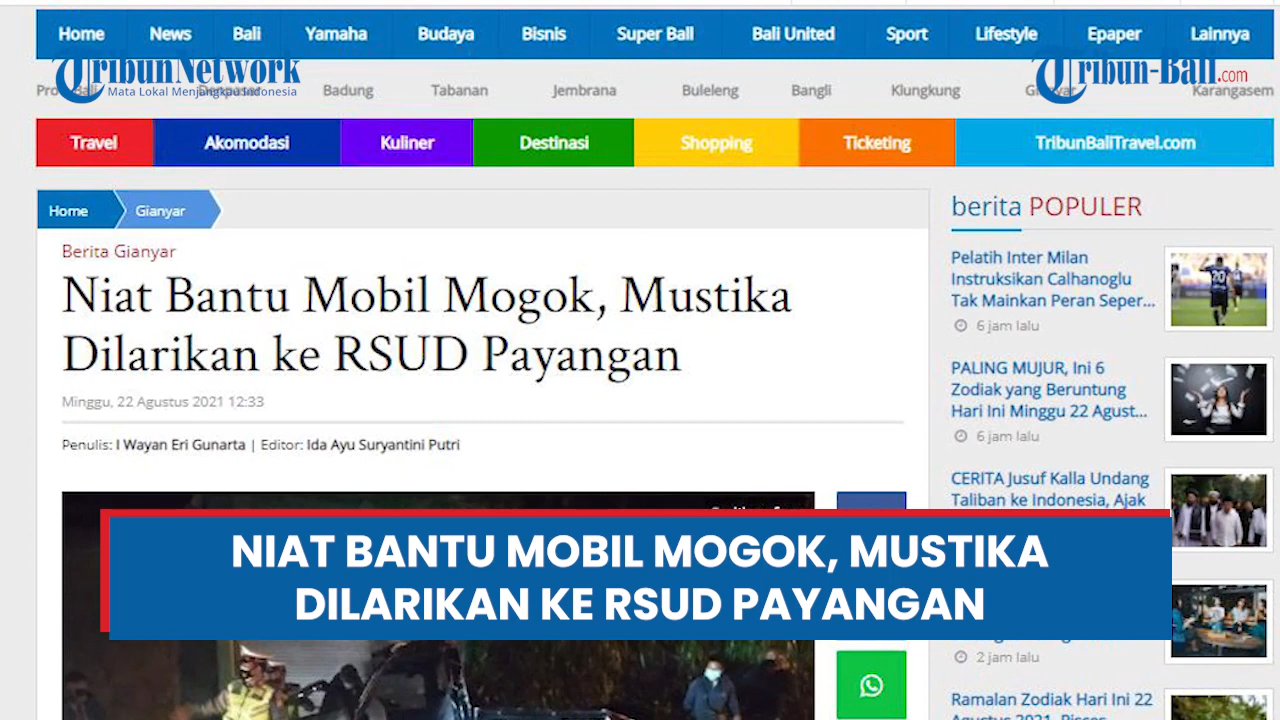 Home News Bali Yamaha Budaya Bisnis Super Ball Bali United Sport Lifestyle Epaper Lainnya
TribunNetwork
Mata Lokal Menjangkau Indonesia
Tribun-Bali.com
Badung Tabanan Jembrana Buleleng Bangli Klungkung Gianyar Karangasem
Travel Akomodasi Kuliner Destinasi Shopping Ticketing TribunBaliTravel.com
Home Gianyar
Berita Gianyar
Niat Bantu Mobil Mogok, Mustika
Dilarikan ke RSUD Payangan
Minggu, 22 Agustus 2021 12:33
Penulis: I Wayan Eri Gunarta | Editor: Ida Ayu Suryantini Putri
berita POPULER
Pelatih Inter Milan
Instruksikan Calhanoglu
Tak Mainkan Peran Seper...
6 jam lalu
PALING MUJUR, Ini 6
Zodiak yang Beruntung
Hari Ini Minggu 22 Agust...
6 jam lalu
CERITA Jusuf Kalla Undang
Taliban ke Indonesia, Ajak
2 jam lalu
Ramalan Zodiak Hari Ini 22
NIAT BANTU MOBIL MOGOK, MUSTIKA
DILARIKAN KE RSUD PAYANGAN